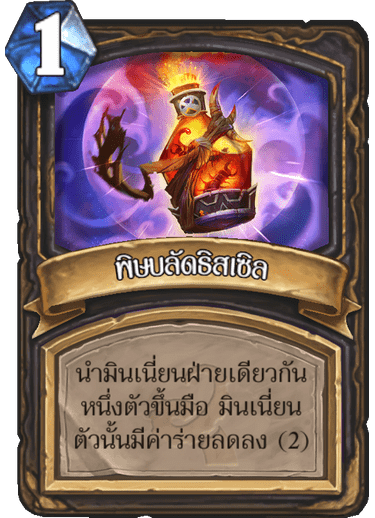 1
พิษบลัดธิสเซิล
นำมินเนี่ยนฝ่ายเดียวกัน
หนึ่งตัวขึ้นมือ มินเนี่ยน
ตัวนั้นมีค่าร่ายลดลง (2)